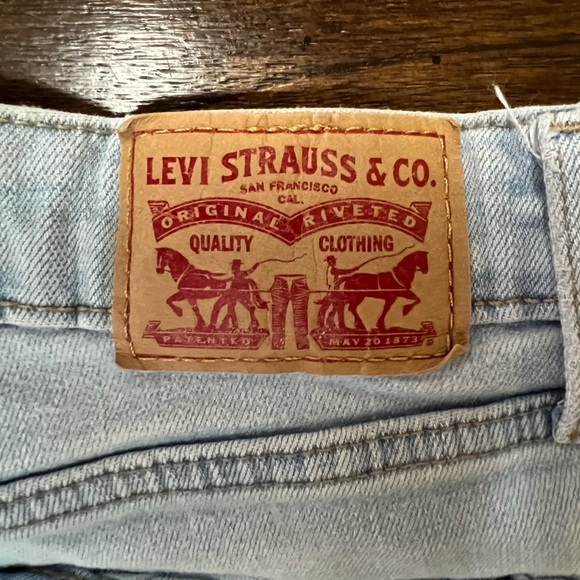 LEVI STRAUSS & CO.
SAN FRANCISCO
CAL.
ORIGINAL RIVETED
QUALITY CLOTHING
PATENTED MAY 20 1873 ®